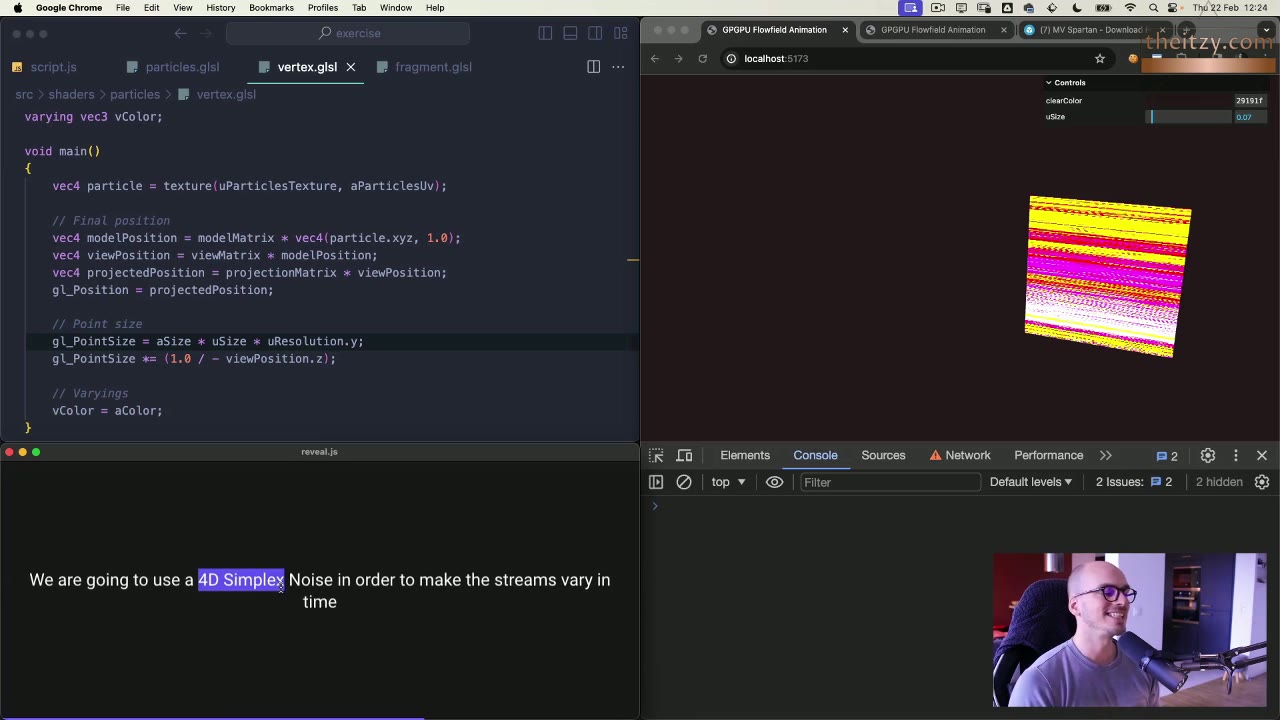 Google Chrome File Edit View History Bookmarks Profiles Tab Window Help Thu 22 Feb 12:24
exercise
script.js particles.glsl vertex.glsl fragment.glsl
src > shaders > particles > vertex.glsl
varying vec3 vColor;
void main()
{
vec4 particle = texture(uParticlesTexture, aParticlesUv);
// Final position
vec4 modelPosition = modelMatrix * vec4(particle.xyz, 1.0);
vec4 viewPosition = viewMatrix * modelPosition;
vec4 projectedPosition = projectionMatrix * viewPosition;
gl_Position = projectedPosition;
// Point size
gl_PointSize = aSize * uSize * uResolution.y;
gl_PointSize *= (1.0 / - viewPosition.z);
// Varyings
vColor = aColor;
}
reveal.js
We are going to use a 4D Simplex Noise in order to make the streams vary in
time
GPGPU Flowfield Animation GPGPU Flowfield Animation (7) MV Spartan - Download
theitzy.com
localhost:5173
Controls
clearColor 29191f
uSize 0.07
Elements Console Sources Network Performance 2
top Filter Default levels 2 Issues: 2 2 hidden